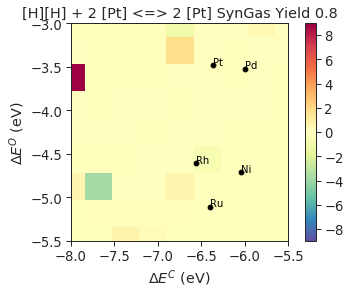 [H][H] + 2 [Pt] <=> 2 [Pt] SynGas Yield 0.8
−3.0
−3.5
−4.0
−4.5
−5.0
−5.5
ΔE^O (eV)
Pt
Pd
Rh
Ni
Ru
−8.0 −7.5 −7.0 −6.5 −6.0 −5.5
ΔE^C (eV)
8
6
4
2
0
−2
−4
−6
−8